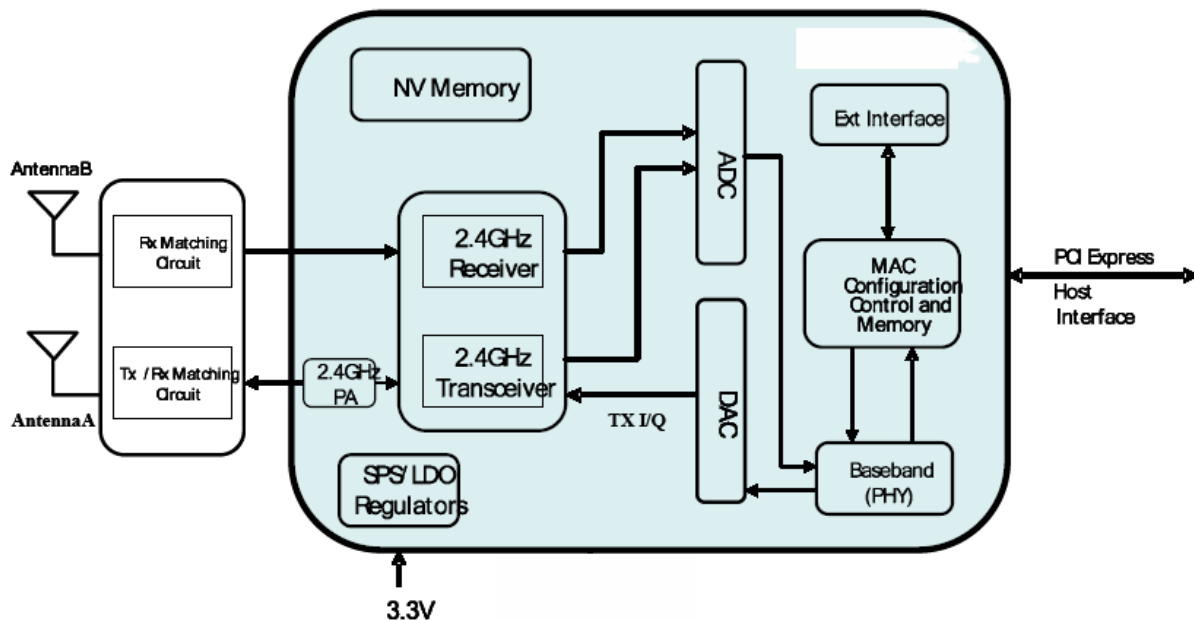 NV Memory
Ext Interface
ADC
AntennaB
Rx Matching
Circuit
2.4GHz
Receiver
MAC
Configuration
Control and
Memory
PCI Express
Host
Interface
Tx / Rx Matching
Circuit
2.4GHz
PA
2.4GHz
Transceiver
AntennaA
TX I/Q
DAC
Baseband
(PHY)
SPS/LDO
Regulators
3.3V